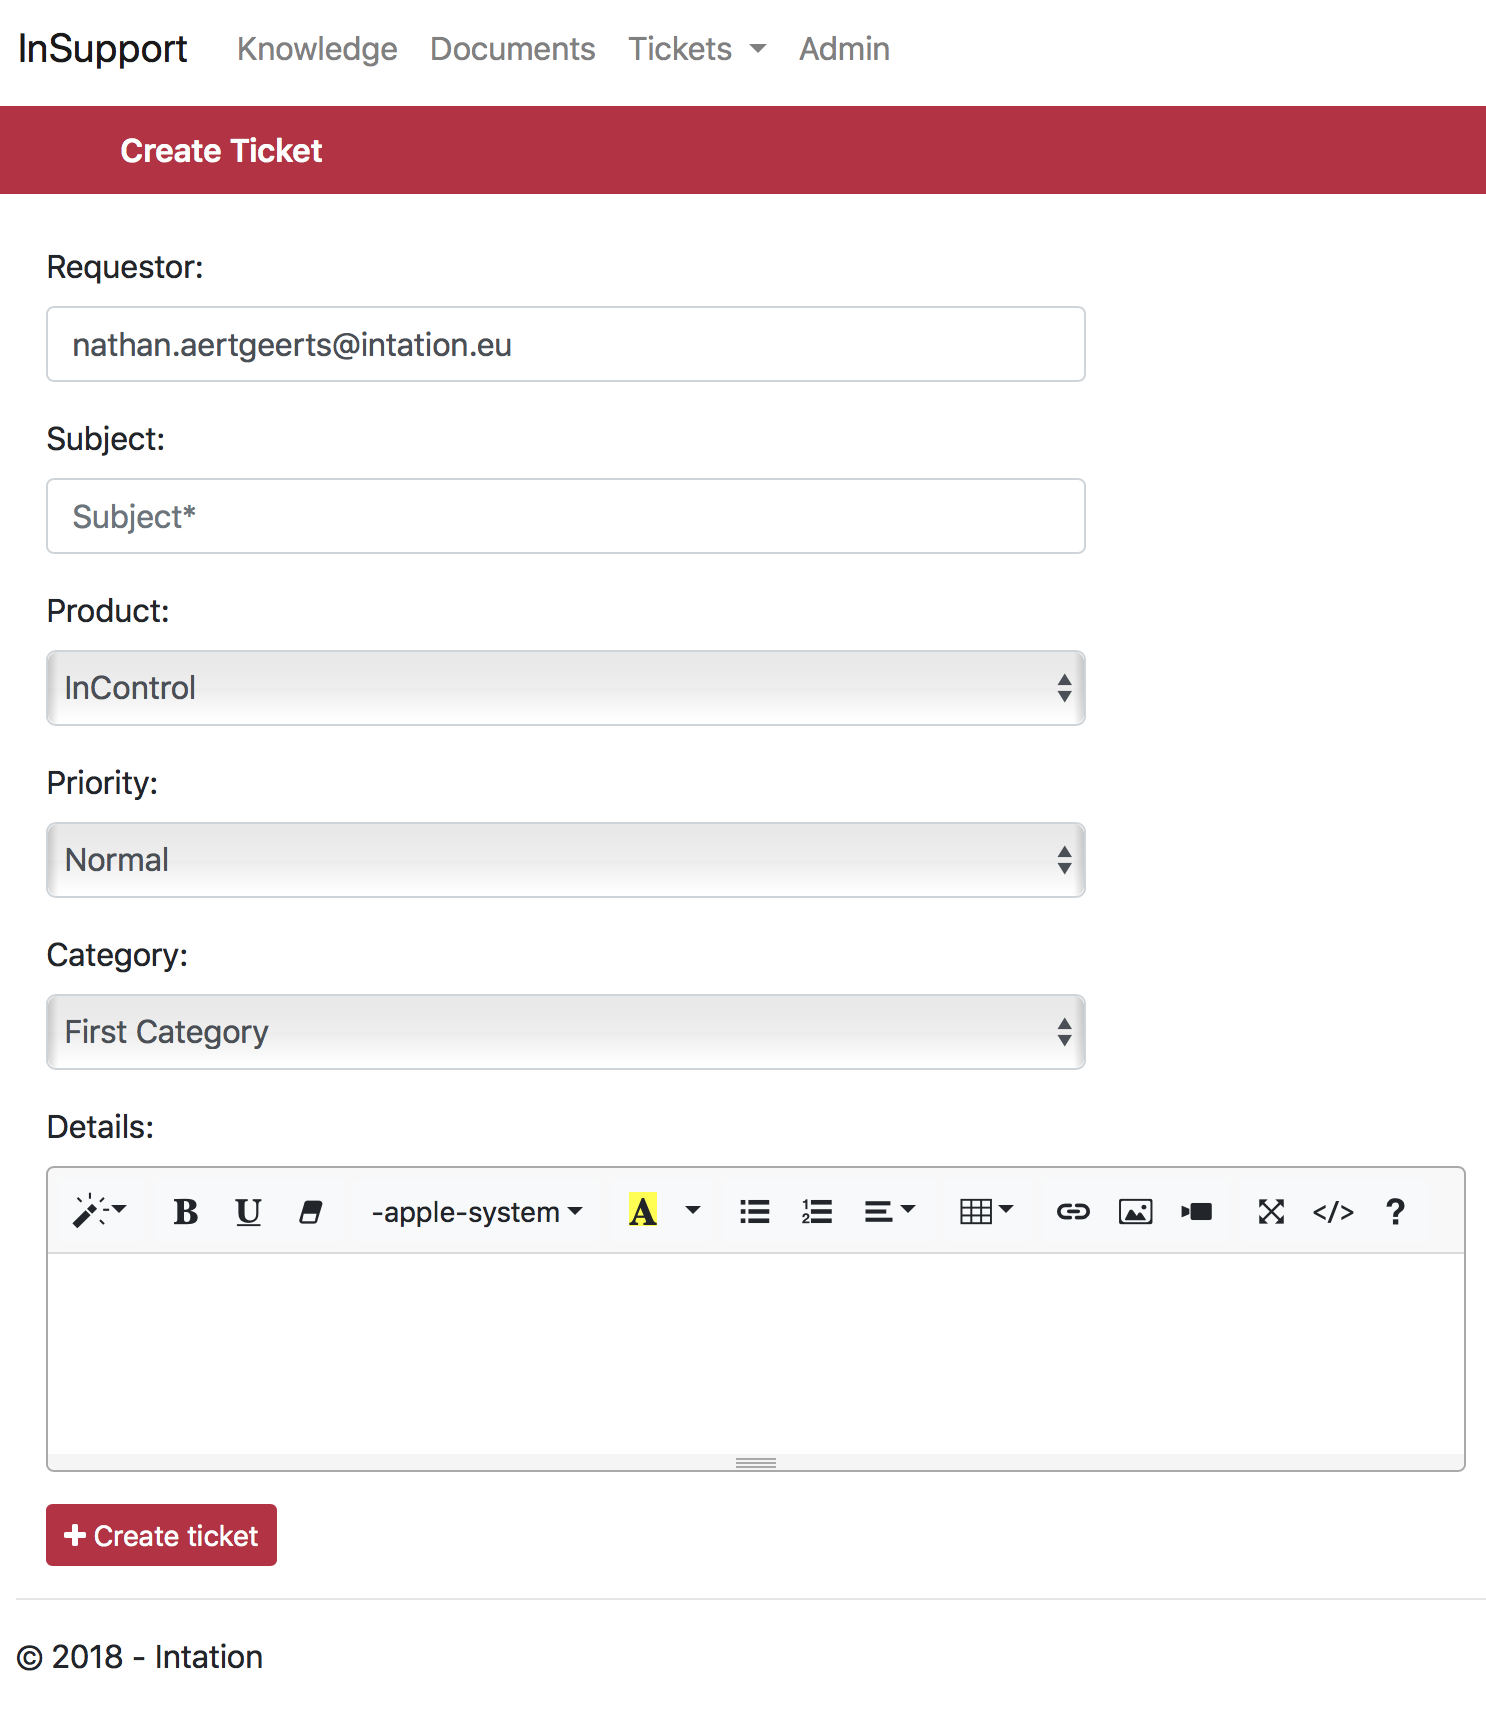 InSupport Knowledge Documents Tickets Admin
Create Ticket
Requestor:
nathan.aertgeerts@intation.eu
Subject:
Subject*
Product:
InControl
Priority:
Normal
Category:
First Category
Details:
B U -apple-system A </> ?
Create ticket
© 2018 - Intation